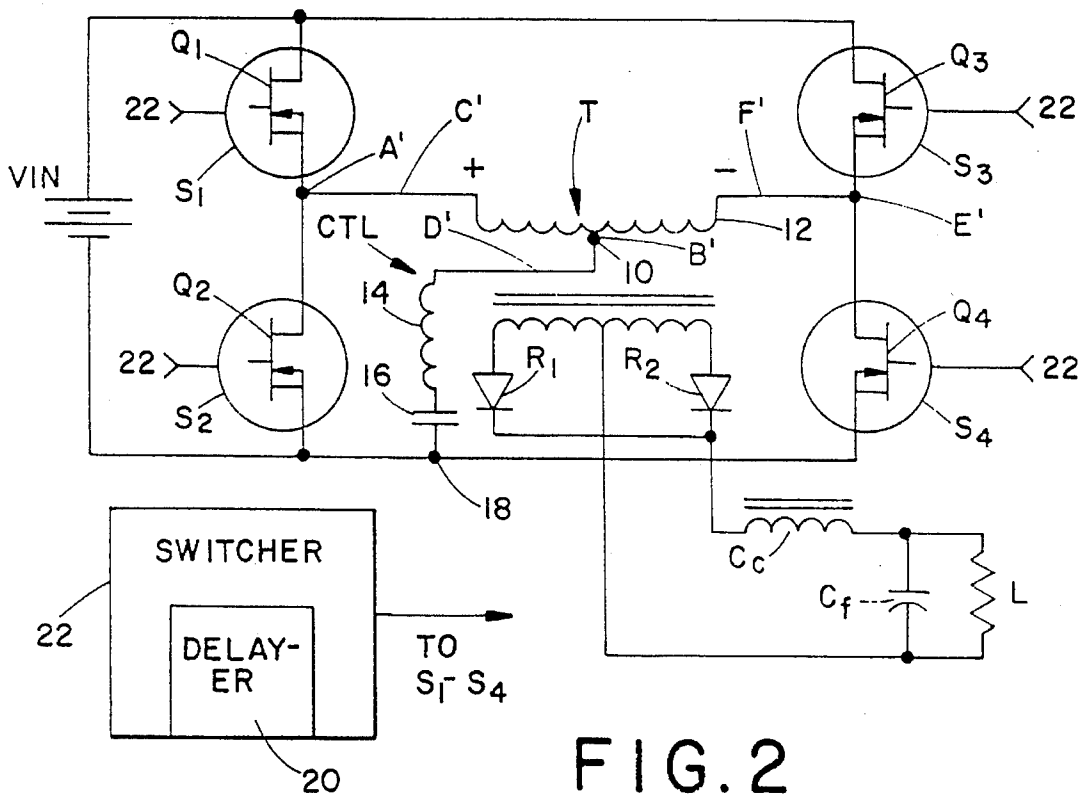 Q1
Q3
22
22
C'
T
F'
A'
VIN
S1
+
-
S3
E'
D'
B'
12
CTL
10
Q2
14
Q4
22
R1
R2
22
16
S2
S4
18
SWITCHER
Cc
22
Cf
L
DELAY-
ER
TO
S1-S4
20
FIG.2